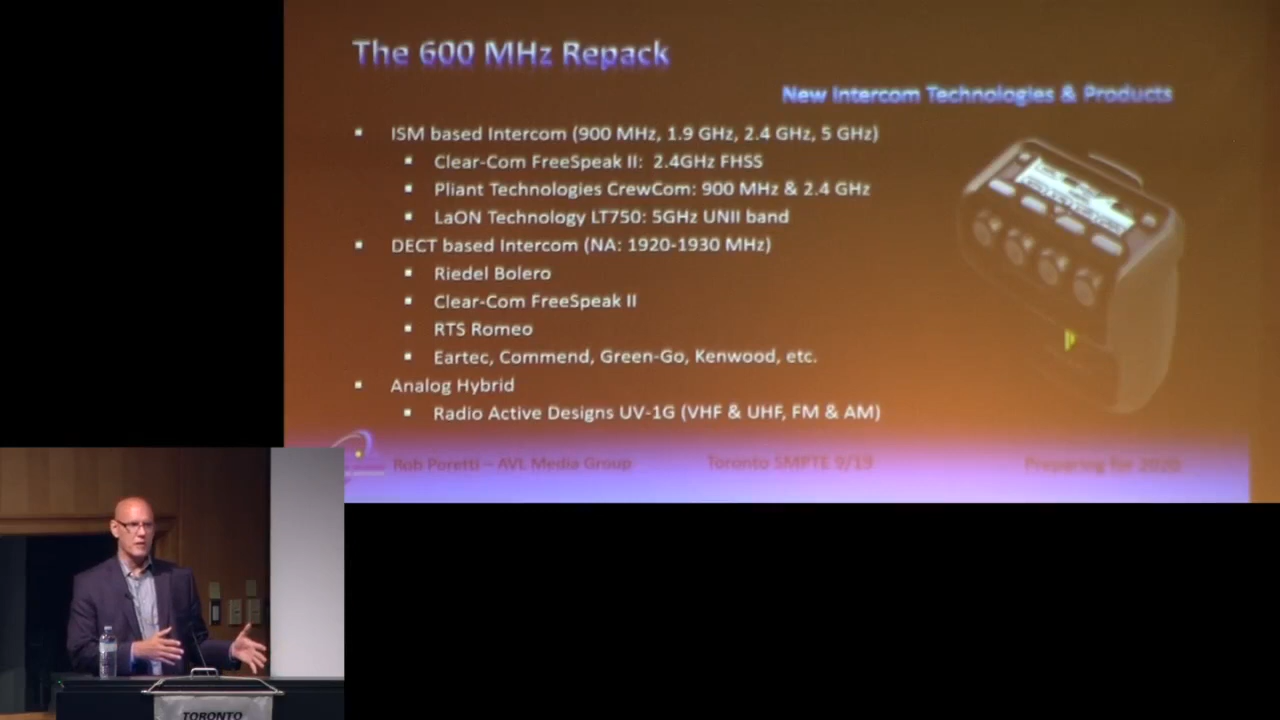 The 600 MHz Repack
New Intercom Technologies & Products
▪ ISM based Intercom (900 MHz, 1.9 GHz, 2.4 GHz, 5 GHz)
▪ Clear-Com FreeSpeak II: 2.4GHz FHSS
▪ Pliant Technologies CrewCom: 900 MHz & 2.4 GHz
▪ LaON Technology LT750: 5GHz UNII band
▪ DECT based Intercom (NA: 1920-1930 MHz)
▪ Riedel Bolero
▪ Clear-Com FreeSpeak II
▪ RTS Romeo
▪ Eartec, Commend, Green-Go, Kenwood, etc.
▪ Analog Hybrid
▪ Radio Active Designs UV-1G (VHF & UHF, FM & AM)
Rob Poretti – AVL Media Group
Toronto SMPTE 9/19
Preparing for 2020
TORONTO